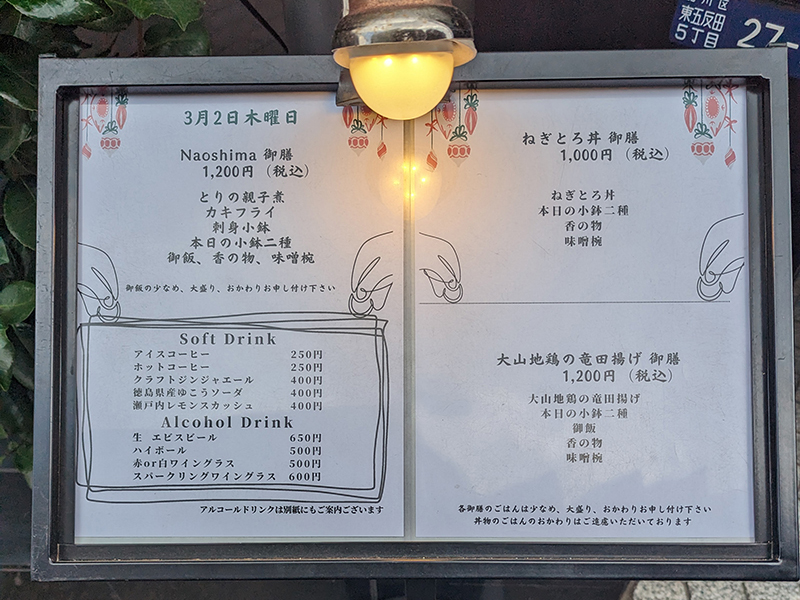 区
東五反田
5丁目
27-
3月2日木曜日
Naoshima 御膳
1,200円（税込）
とりの親子煮
カキフライ
刺身小鉢
本日の小鉢二種
御飯、香の物、味噌椀
御飯の少なめ、大盛り、おかわりお申し付け下さい
Soft Drink
アイスコーヒー 250円
ホットコーヒー 250円
クラフトジンジャエール 400円
徳島県産ゆこうソーダ 400円
瀬戸内レモンスカッシュ 400円
Alcohol Drink
生 エビスビール 650円
ハイボール 500円
赤or白ワイングラス 500円
スパークリングワイングラス 600円
アルコールドリンクは別紙にもご案内ございます
ねぎとろ丼 御膳
1,000円（税込）
ねぎとろ丼
本日の小鉢二種
香の物
味噌椀
大山地鶏の竜田揚げ 御膳
1,200円（税込）
大山地鶏の竜田揚げ
本日の小鉢二種
御飯
香の物
味噌椀
各御膳のごはんは少なめ、大盛り、おかわりお申し付け下さい
丼物のごはんのおかわりはご遠慮いただいております